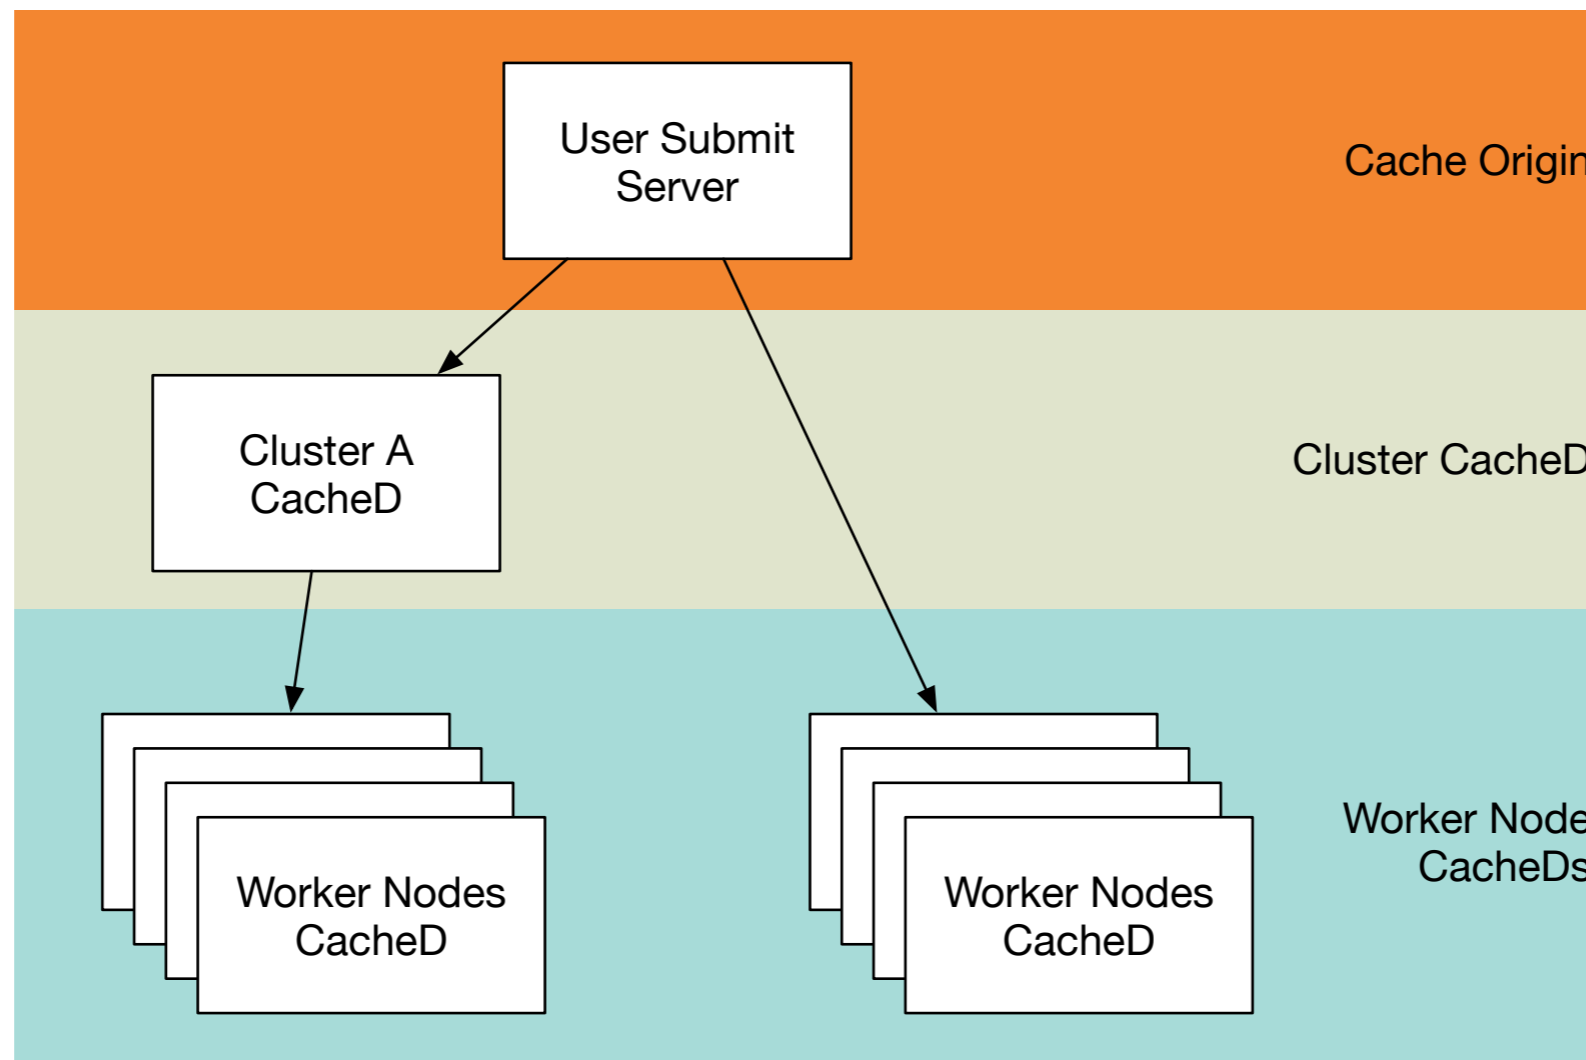 User Submit
Server
Cache Origin
Cluster A
CacheD
Cluster CacheD
Worker Nodes
CacheD
Worker Nodes
CacheD
Worker Node
CacheDs